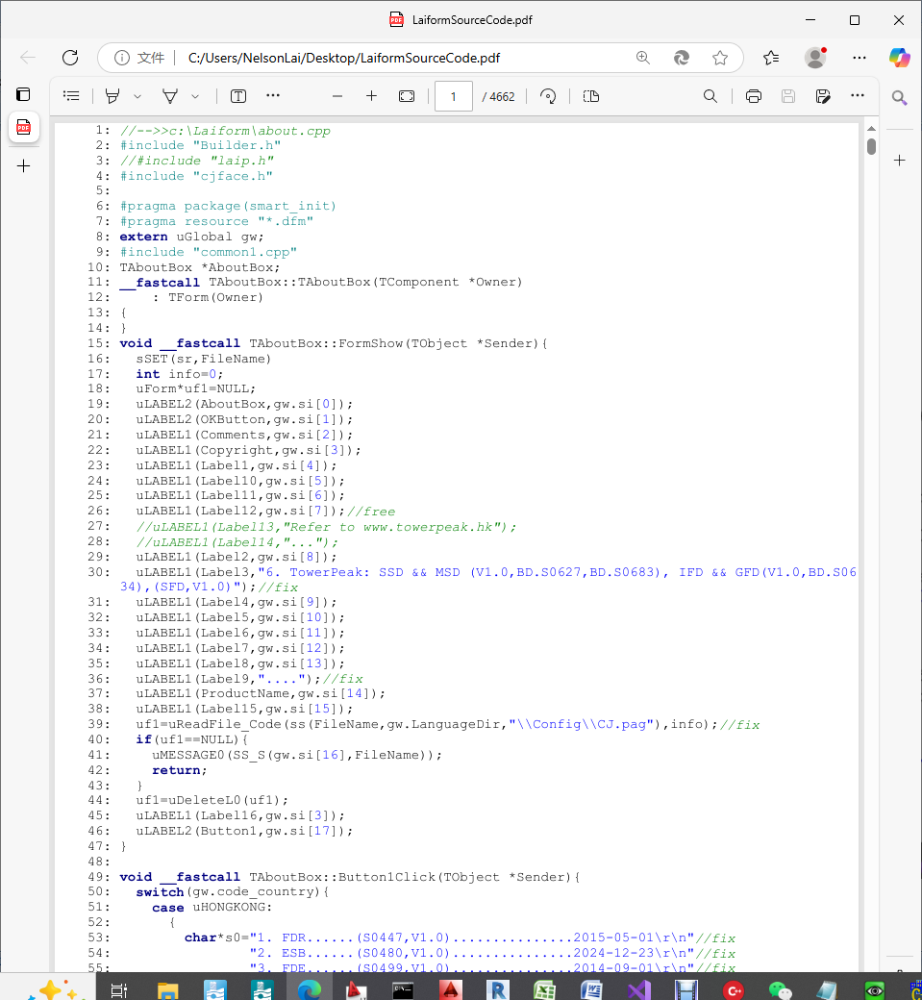 LaiformSourceCode.pdf
文件
C:/Users/NelsonLai/Desktop/LaiformSourceCode.pdf
1
/ 4662
1: //-->>c:\Laiform\about.cpp
2: #include "Builder.h"
3: //#include "laip.h"
4: #include "cjface.h"
5:
6: #pragma package(smart_init)
7: #pragma resource "*.dfm"
8: extern uGlobal gw;
9: #include "common1.cpp"
10: TAboutBox *AboutBox;
11: __fastcall TAboutBox::TAboutBox(TComponent *Owner)
12:     : TForm(Owner)
13: {
14: }
15: void __fastcall TAboutBox::FormShow(TObject *Sender){
16:   sSET(sr,FileName)
17:   int info=0;
18:   uForm*uf1=NULL;
19:   uLABEL2(AboutBox,gw.si[0]);
20:   uLABEL2(OKButton,gw.si[1]);
21:   uLABEL1(Comments,gw.si[2]);
22:   uLABEL1(Copyright,gw.si[3]);
23:   uLABEL1(Label1,gw.si[4]);
24:   uLABEL1(Label10,gw.si[5]);
25:   uLABEL1(Label11,gw.si[6]);
26:   uLABEL1(Label12,gw.si[7]);//free
27:   //uLABEL1(Label13,"Refer to www.towerpeak.hk");
28:   //uLABEL1(Label14,"...");
29:   uLABEL1(Label2,gw.si[8]);
30:   uLABEL1(Label3,"6. TowerPeak: SSD && MSD (V1.0,BD.S0627,BD.S0683), IFD && GFD(V1.0,BD.S06
34),(SFD,V1.0)");//fix
31:   uLABEL1(Label4,gw.si[9]);
32:   uLABEL1(Label5,gw.si[10]);
33:   uLABEL1(Label6,gw.si[11]);
34:   uLABEL1(Label7,gw.si[12]);
35:   uLABEL1(Label8,gw.si[13]);
36:   uLABEL1(Label9,"....");//fix
37:   uLABEL1(ProductName,gw.si[14]);
38:   uLABEL1(Label15,gw.si[15]);
39:   uf1=uReadFile_Code(ss(FileName,gw.LanguageDir,"\\Config\\CJ.pag"),info);//fix
40:   if(uf1==NULL){
41:     uMESSAGE0(SS_S(gw.si[16],FileName));
42:     return;
43:   }
44:   uf1=uDeleteL0(uf1);
45:   uLABEL1(Label16,gw.si[3]);
46:   uLABEL2(Button1,gw.si[17]);
47: }
48:
49: void __fastcall TAboutBox::Button1Click(TObject *Sender){
50:   switch(gw.code_country){
51:     case uHONGKONG:
52:       {
53:         char*s0="1. FDR......(S0447,V1.0)...............2015-05-01\r\n"//fix
54:                 "2. ESB......(S0480,V1.0)...............2024-12-23\r\n"//fix
55:                 "3. FDE......(S0499,V1.0)...............2014-09-01\r\n"//fix